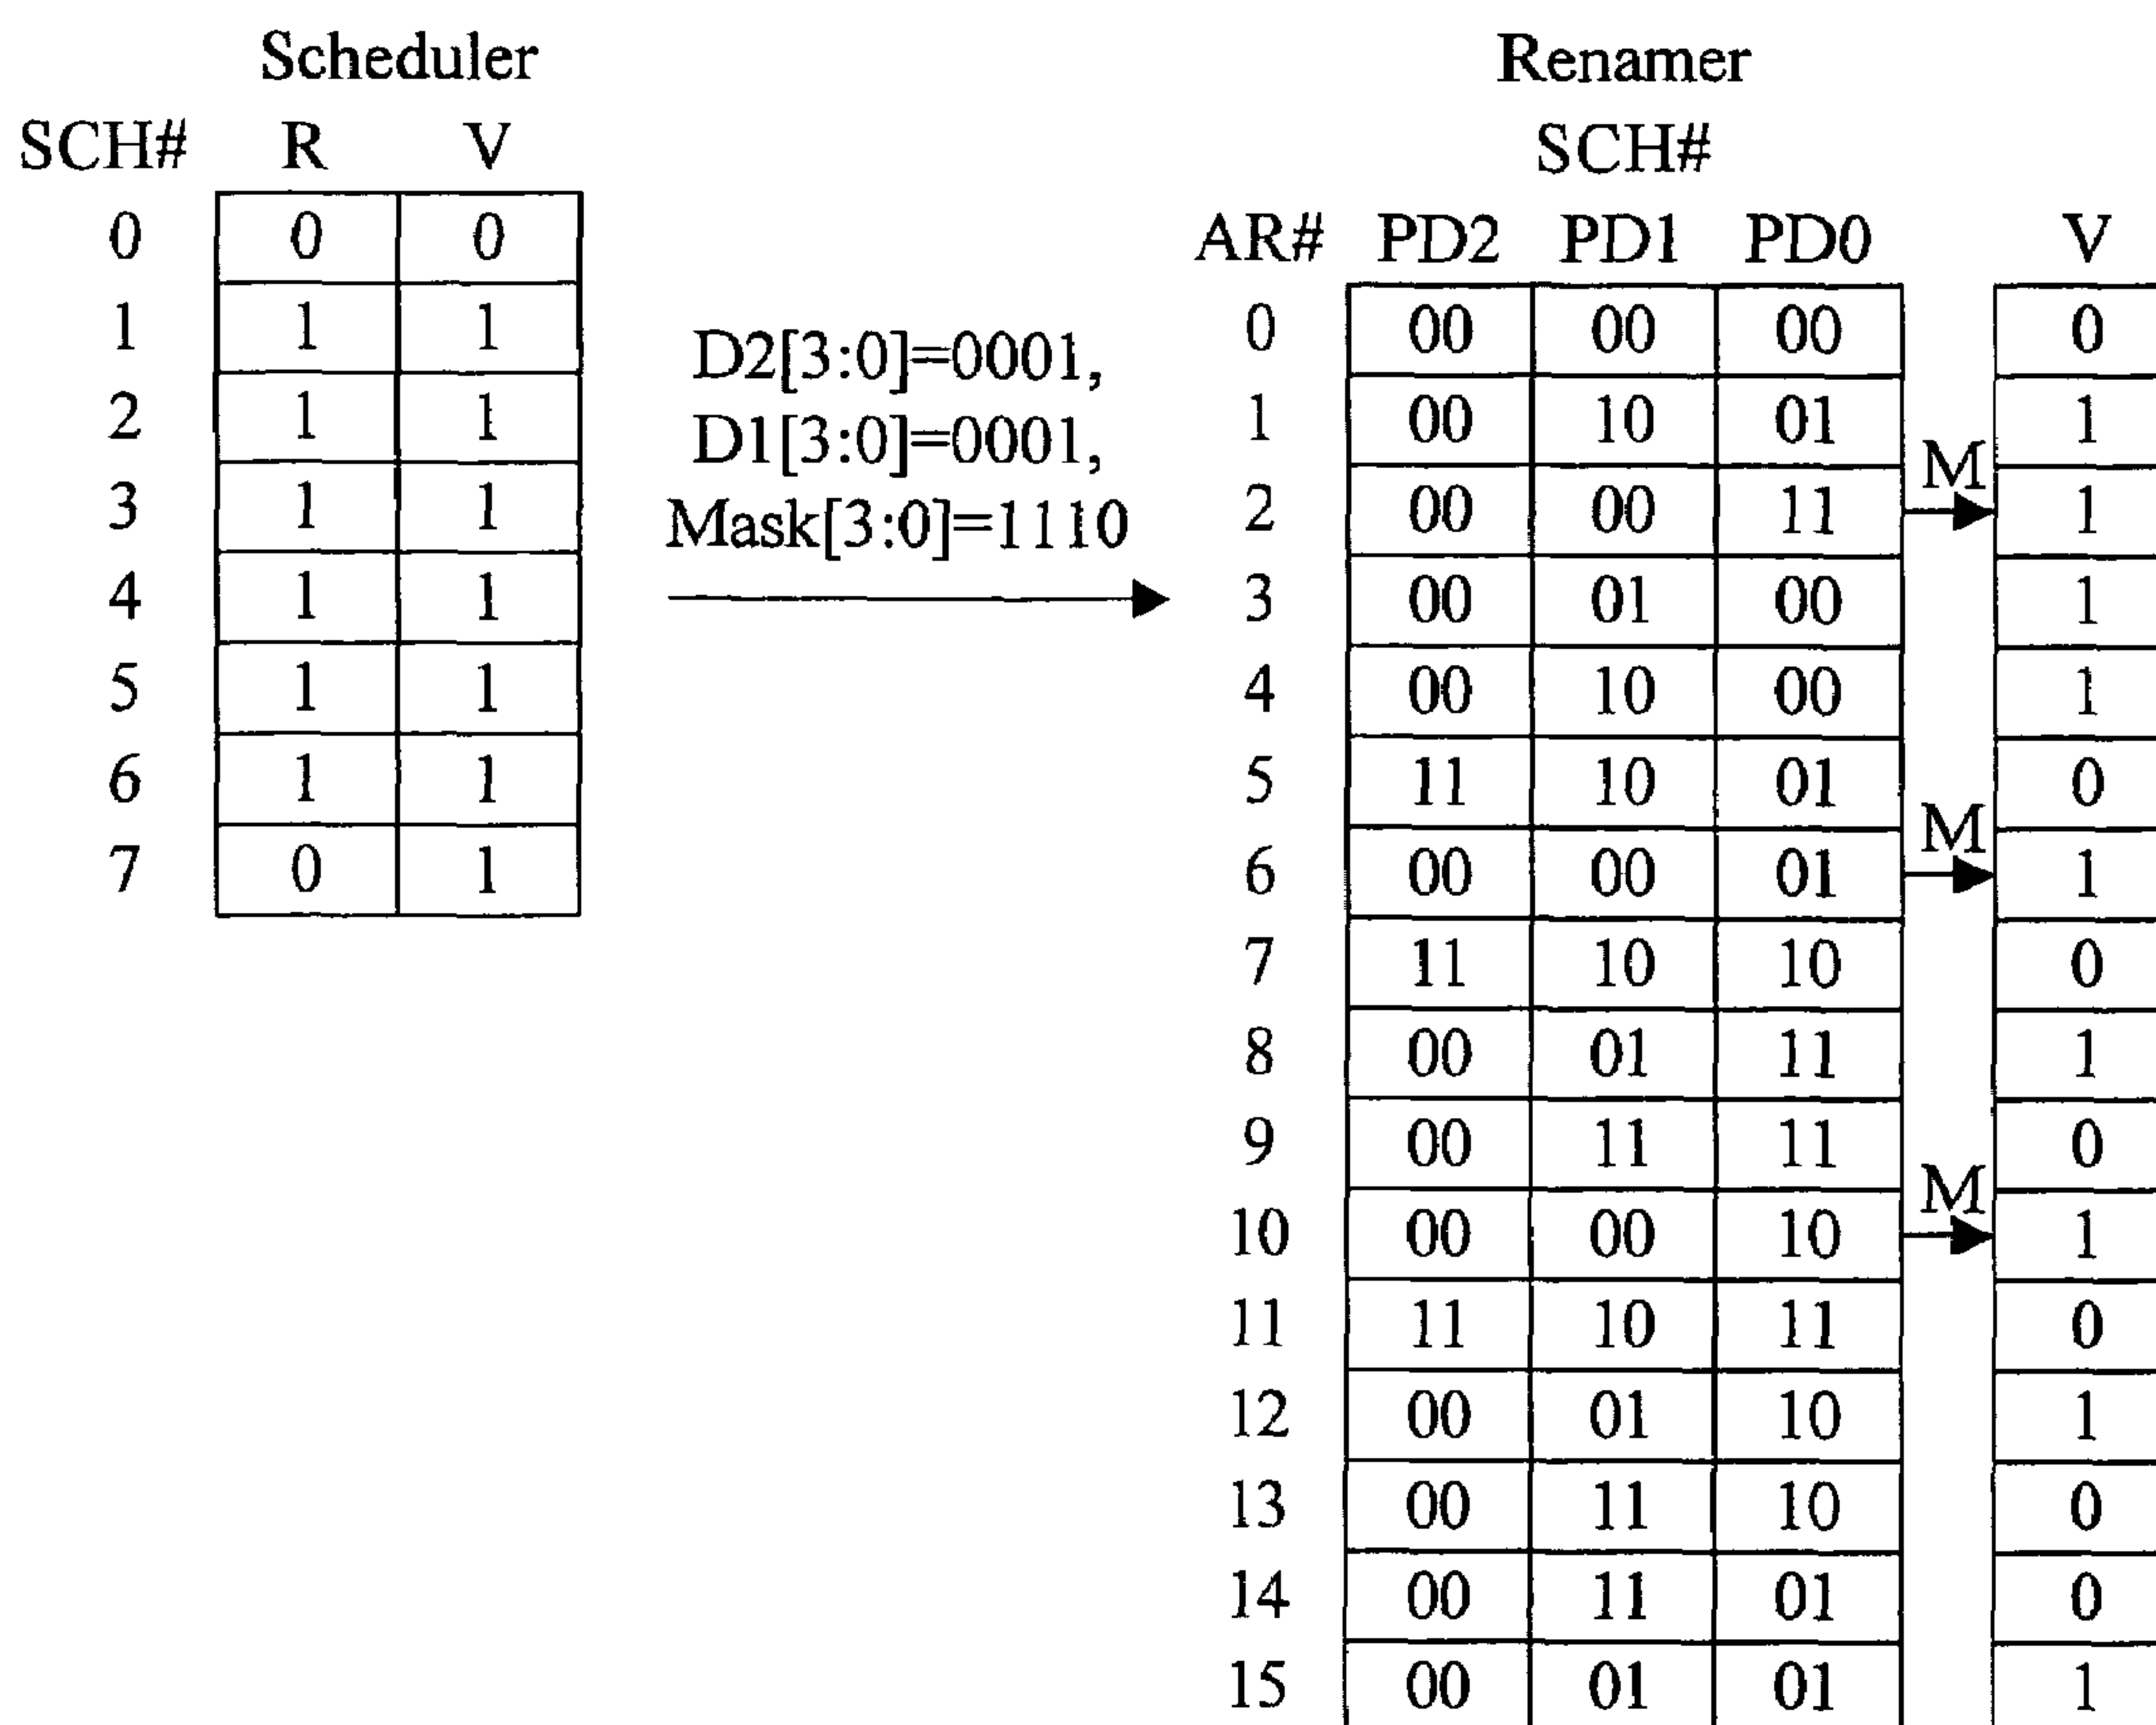 Scheduler
SCH# R V
0 0 0
1 1 1
2 1 1
3 1 1
4 1 1
5 1 1
6 1 1
7 0 1
D2[3:0]=0001,
D1[3:0]=0001,
Mask[3:0]=1110
Renamer
SCH#
AR# PD2 PD1 PD0 V
0 00 00 00 0
1 00 10 01 1
2 00 00 11 M 1
3 00 01 00 1
4 00 10 00 1
5 11 10 01 0
6 00 00 01 M 1
7 11 10 10 0
8 00 01 11 1
9 00 11 11 0
10 00 00 10 M 1
11 11 10 11 0
12 00 01 10 1
13 00 11 10 0
14 00 11 01 0
15 00 01 01 1